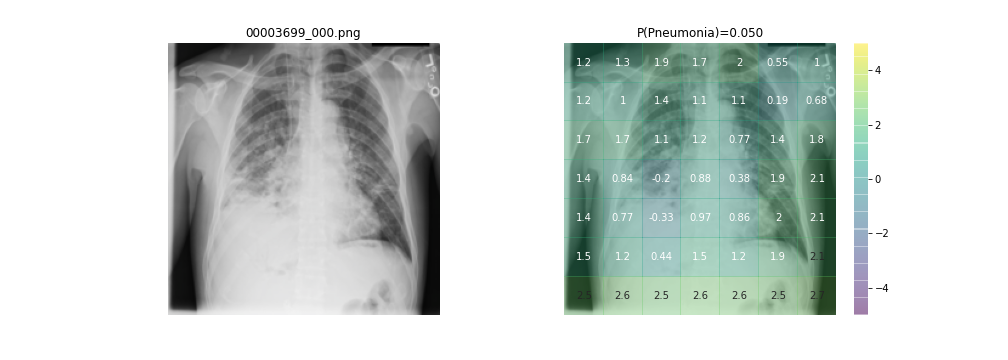 00003699_000.png
P(Pneumonia)=0.050
1.2 1.3 1.9 1.7 2 0.55 1
1.2 1 1.4 1.1 1.1 0.19 0.68
1.7 1.7 1.1 1.2 0.77 1.4 1.8
1.4 0.84 -0.2 0.88 0.38 1.9 2.1
1.4 0.77 -0.33 0.97 0.86 2 2.1
1.5 1.2 0.44 1.5 1.2 1.9 2.1
2.5 2.6 2.5 2.6 2.6 2.5
4
2
0
−2
−4